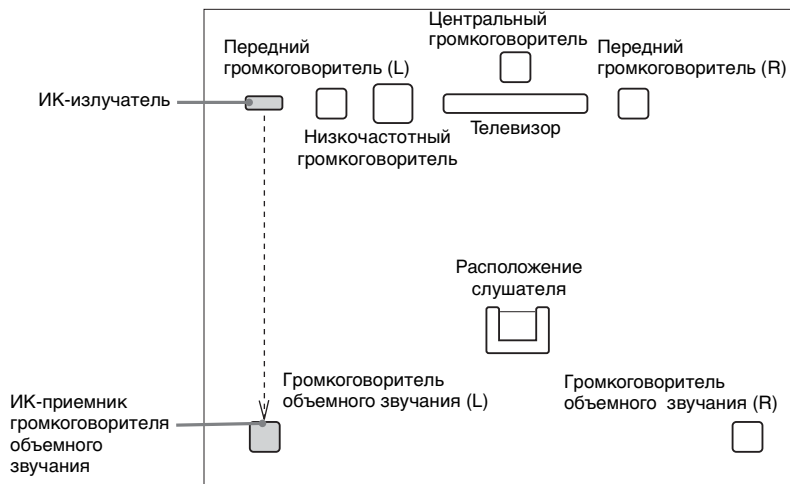 Центральный
громкоговоритель
Передний
громкоговоритель (L)
Передний
громкоговоритель (R)
ИК-излучатель
Низкочастотный
громкоговоритель
Телевизор
Расположение
слушателя
Громкоговоритель
объемного звучания (L)
Громкоговоритель
объемного звучания (R)
ИК-приемник
громкоговорителя
объемного
звучания